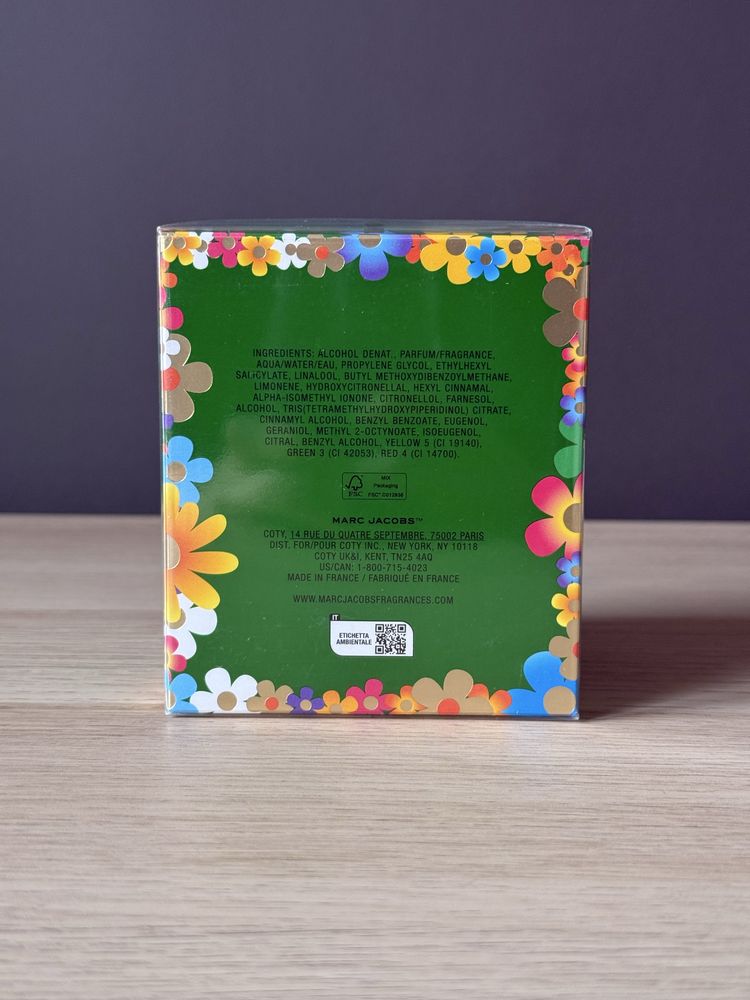 INGREDIENTS: ALCOHOL DENAT., PARFUM/FRAGRANCE,
AQUA/WATER/EAU, PROPYLENE GLYCOL, ETHYLHEXYL
SALICYLATE, LINALOOL, BUTYL METHOXYDIBENZOYLMETHANE,
LIMONENE, HYDROXYCITRONELLAL, HEXYL CINNAMAL,
ALPHA-ISOMETHYL IONONE, CITRONELLOL, FARNESOL,
ALCOHOL, TRIS(TETRAMETHYLHYDROXYPIPERIDINOL) CITRATE,
CINNAMYL ALCOHOL, BENZYL BENZOATE, EUGENOL,
GERANIOL, METHYL 2-OCTYNOATE, ISOEUGENOL,
CITRAL, BENZYL ALCOHOL, YELLOW 5 (CI 19140),
GREEN 3 (CI 42053), RED 4 (CI 14700).
FSC
MIX
Packaging
FSC® C012938
MARC JACOBS™
COTY, 14 RUE DU QUATRE SEPTEMBRE, 75002 PARIS
DIST. FOR/POUR COTY INC., NEW YORK, NY 10118
COTY UK&I, KENT, TN25 4AQ
US/CAN: 1-800-715-4023
MADE IN FRANCE / FABRIQUÉ EN FRANCE
WWW.MARCJACOBSFRAGRANCES.COM
IT
ETICHETTA
AMBIENTALE